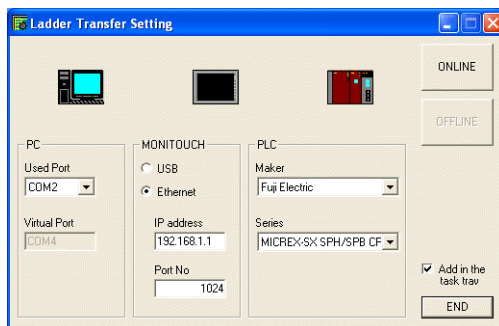 Ladder Transfer Setting
ONLINE
OFFLINE
PC
Used Port
COM2
Virtual Port
COM4
MONITOUCH
USB
Ethernet
IP address
192.168.1.1
Port No
1024
PLC
Maker
Fuji Electric
Series
MICREX-SX SPH/SPB CF
Add in the
task tray
END